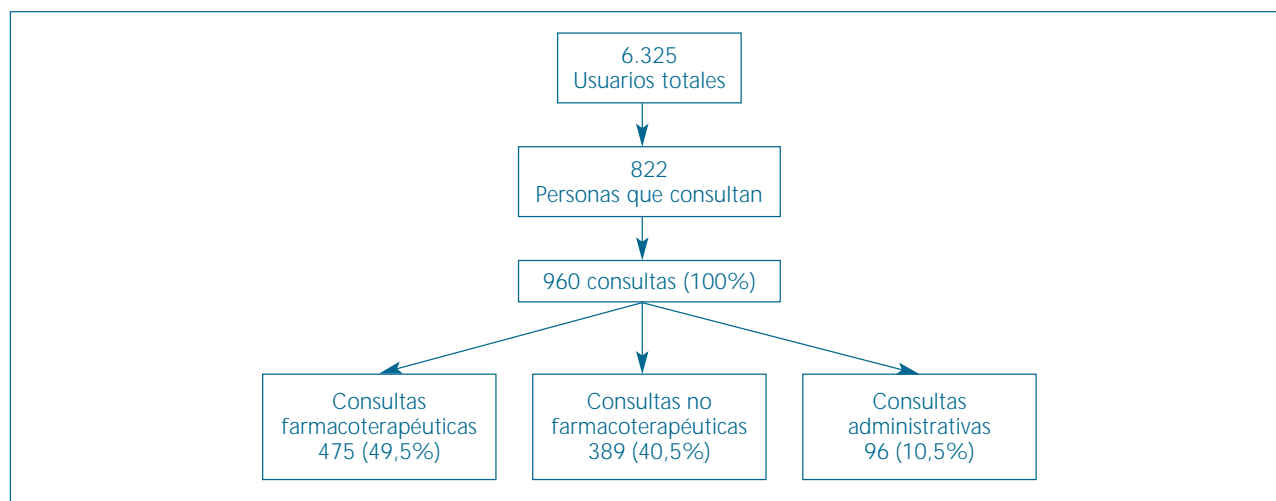 6.325
Usuarios totales
822
Personas que consultan
960 consultas (100%)
Consultas
farmacoterapéuticas
475 (49,5%)
Consultas no
farmacoterapéuticas
389 (40,5%)
Consultas
administrativas
96 (10,5%)